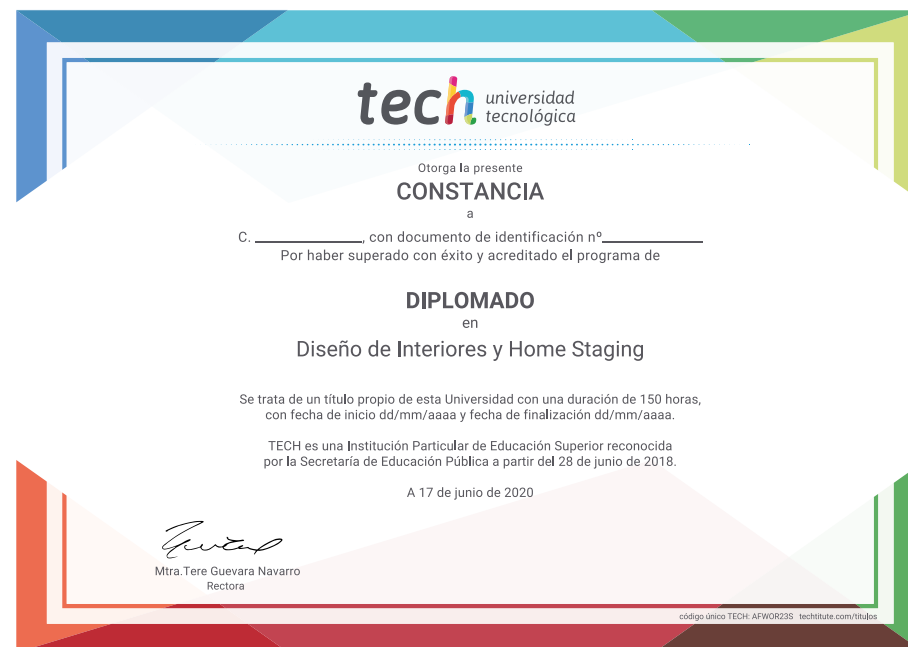 tech universidad
tecnológica
Otorga la presente
CONSTANCIA
a
C. ____________, con documento de identificación nº____________
Por haber superado con éxito y acreditado el programa de
DIPLOMADO
en
Diseño de Interiores y Home Staging
Se trata de un título propio de esta Universidad con una duración de 150 horas,
con fecha de inicio dd/mm/aaaa y fecha de finalización dd/mm/aaaa.
TECH es una Institución Particular de Educación Superior reconocida
por la Secretaría de Educación Pública a partir del 28 de junio de 2018.
A 17 de junio de 2020
Mtra.Tere Guevara Navarro
Rectora
código único TECH: AFWOR23S techtitute.com/titulos